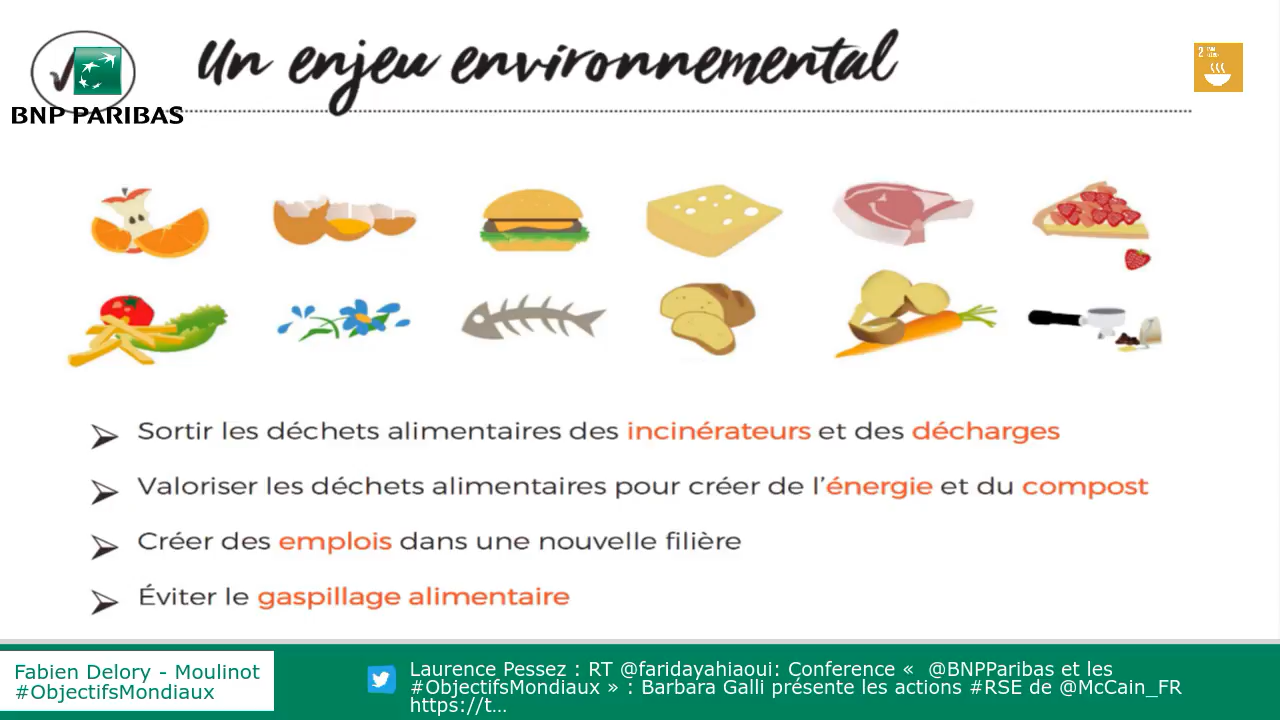 Un enjeu environnemental
BNP PARIBAS
2
Sortir les déchets alimentaires des incinérateurs et des décharges
Valoriser les déchets alimentaires pour créer de l'énergie et du compost
Créer des emplois dans une nouvelle filière
Éviter le gaspillage alimentaire
Fabien Delory - Moulinot
#ObjectifsMondiaux
Laurence Pessez : RT @faridayahiaoui: Conference «  @BNPParibas et les
#ObjectifsMondiaux » : Barbara Galli présente les actions #RSE de @McCain_FR
https://t...